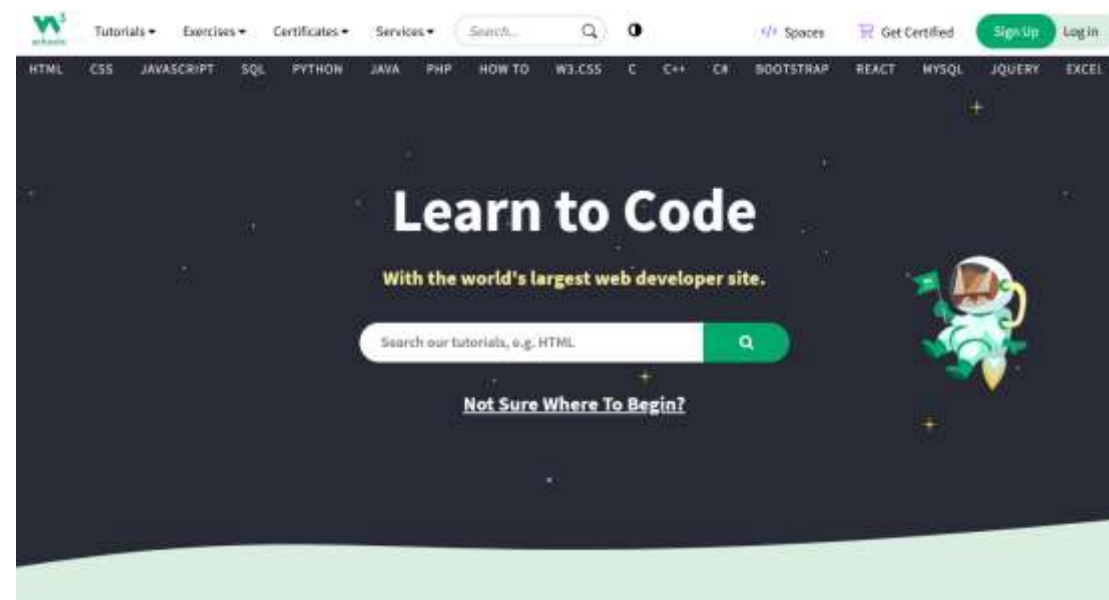 W3
schools
Tutorials Exercises Certificates Services Search... Spaces Get Certified Sign Up Log in
HTML CSS JAVASCRIPT SQL PYTHON JAVA PHP HOW TO W3.CSS C C++ C# BOOTSTRAP REACT MYSQL JQUERY EXCEL
Learn to Code
With the world's largest web developer site.
Search our tutorials, e.g. HTML
Not Sure Where To Begin?